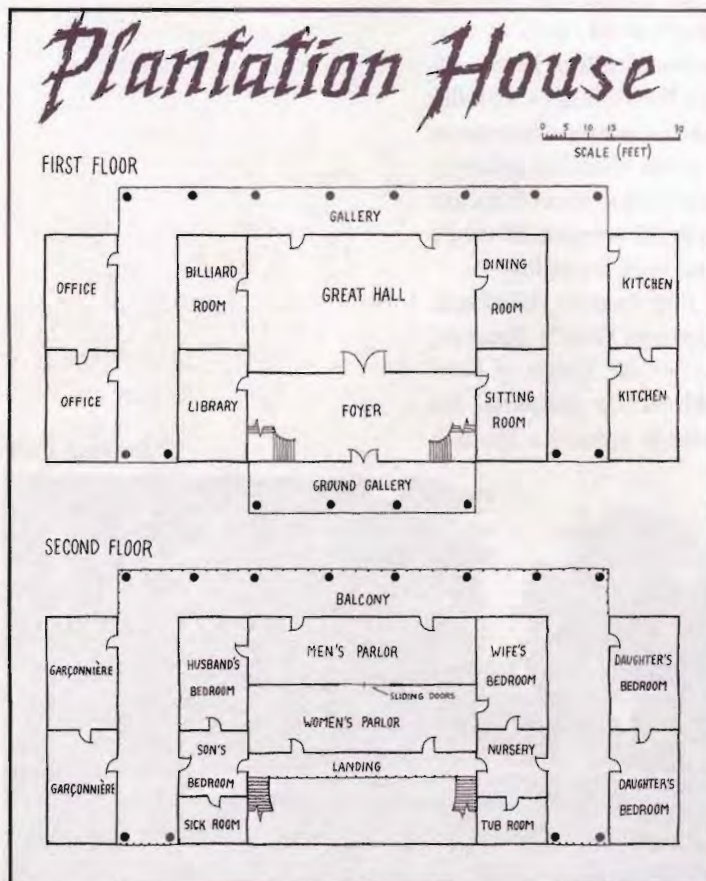 Plantation House
0 5 10 15 30
SCALE (FEET)
FIRST FLOOR
GALLERY
OFFICE
BILLIARD
ROOM
GREAT HALL
DINING
ROOM
KITCHEN
OFFICE
LIBRARY
FOYER
SITTING
ROOM
KITCHEN
GROUND GALLERY
SECOND FLOOR
BALCONY
GARÇONNIÈRE
HUSBAND'S
BEDROOM
MEN'S PARLOR
WIFE'S
BEDROOM
DAUGHTER'S
BEDROOM
SLIDING DOORS
WOMEN'S PARLOR
GARÇONNIÈRE
SON'S
BEDROOM
LANDING
NURSERY
DAUGHTER'S
BEDROOM
SICK ROOM
TUB ROOM